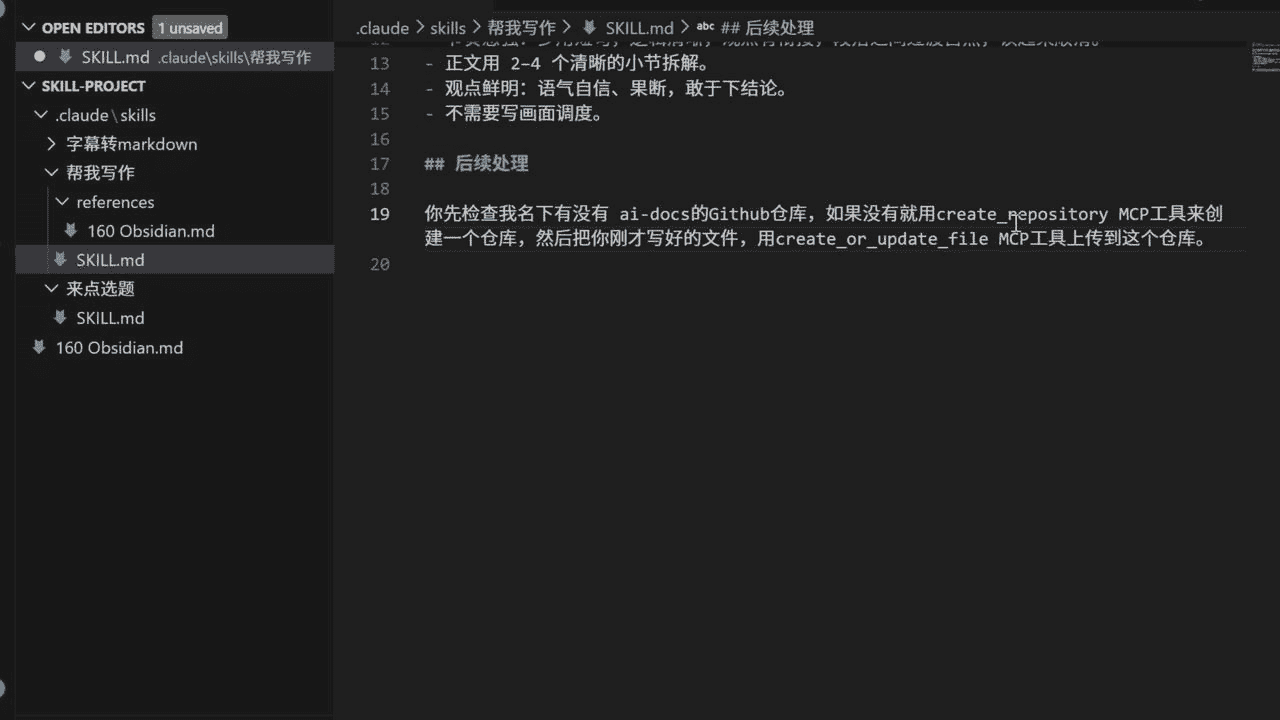 OPEN EDITORS 1 unsaved
SKILL.md .claude\skills\帮我写作
SKILL-PROJECT
.claude\skills
字幕转markdown
帮我写作
references
160 Obsidian.md
SKILL.md
来点选题
SKILL.md
160 Obsidian.md
.claude > skills > 帮我写作 > SKILL.md > abc ## 后续处理
13 - 正文用 2–4 个清晰的小节拆解。
14 - 观点鲜明：语气自信、果断，敢于下结论。
15 - 不需要写画面调度。
16
17 ## 后续处理
18
19 你先检查我名下有没有 ai-docs的Github仓库，如果没有就用create_repository MCP工具来创
建一个仓库，然后把你刚才写好的文件，用create_or_update_file MCP工具上传到这个仓库。
20